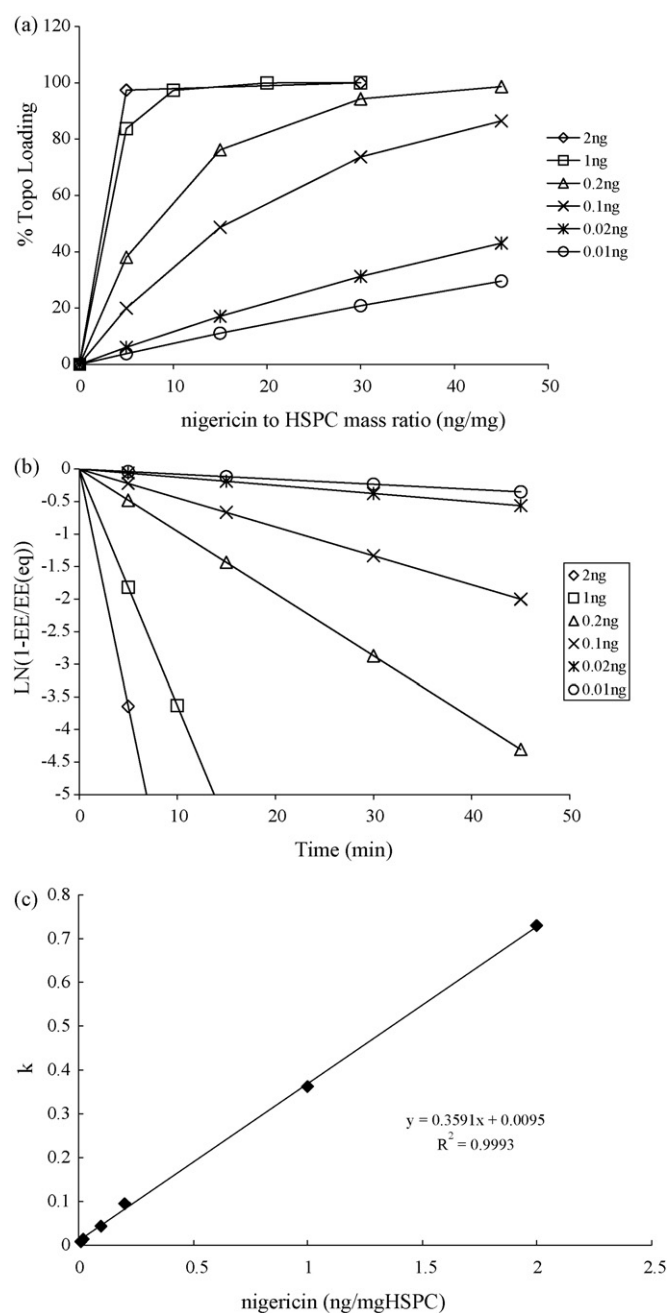 (a)
120
100
80
60
40
20
0
% Topo Loading
0 10 20 30 40 50
nigericin to HSPC mass ratio (ng/mg)
2ng
1ng
0.2ng
0.1ng
0.02ng
0.01ng
(b)
0
-0.5
-1
-1.5
-2
-2.5
-3
-3.5
-4
-4.5
-5
LN(1-EE/EE(eq))
0 10 20 30 40 50
Time (min)
2ng
1ng
0.2ng
0.1ng
0.02ng
0.01ng
(c)
0.8
0.7
0.6
0.5
0.4
0.3
0.2
0.1
0
k
y = 0.3591x + 0.0095
R² = 0.9993
0 0.5 1 1.5 2 2.5
nigericin (ng/mgHSPC)